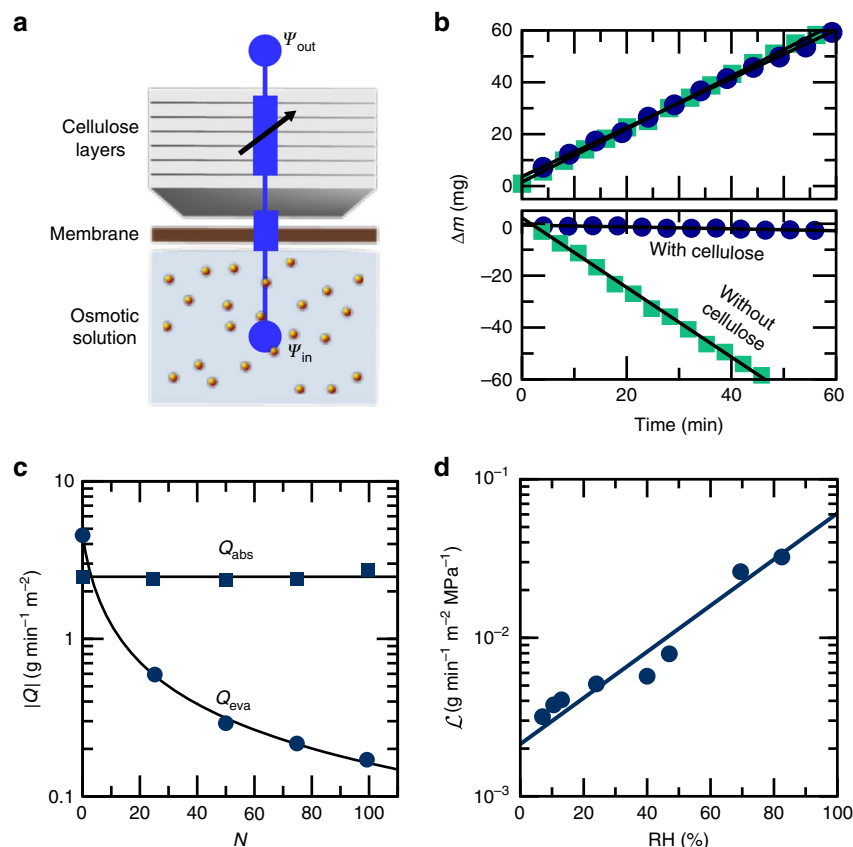 a
Ψout
Cellulose
layers
Membrane
Osmotic
solution
Ψin
b
60
40
20
0
0
−20
−40
−60
Δm (mg)
With cellulose
Without
cellulose
0 20 40 60
Time (min)
c
10
1
0.1
|Q| (g min−1 m−2)
Qabs
Qeva
0 20 40 60 80 100
N
d
10−1
10−2
10−3
ℒ (g min−1 m−2 MPa−1)
0 20 40 60 80 100
RH (%)